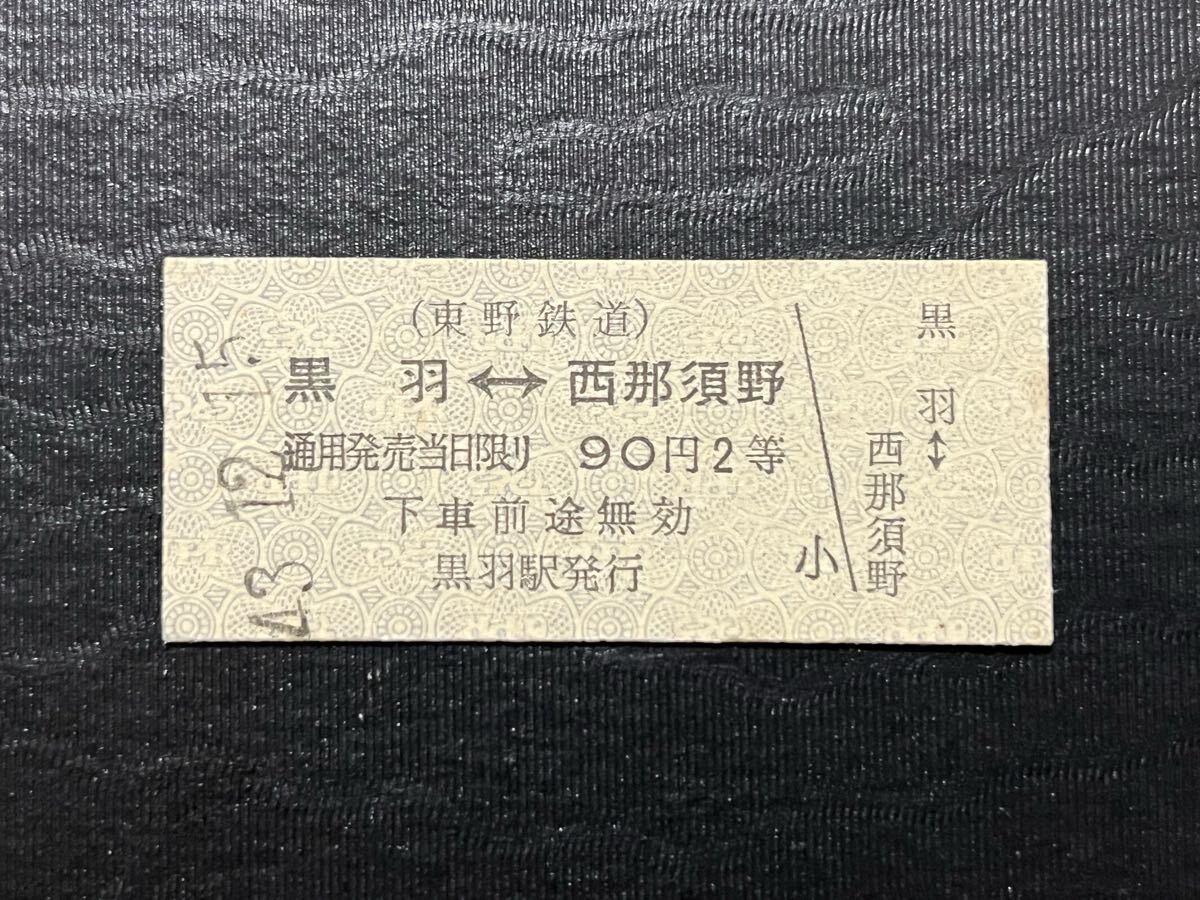 43.12.15
(東野鉄道)
黒羽↔西那須野
通用発売当日限り 90円2等
下車前途無効
黒羽駅発行
小
黒羽↔
西那須野